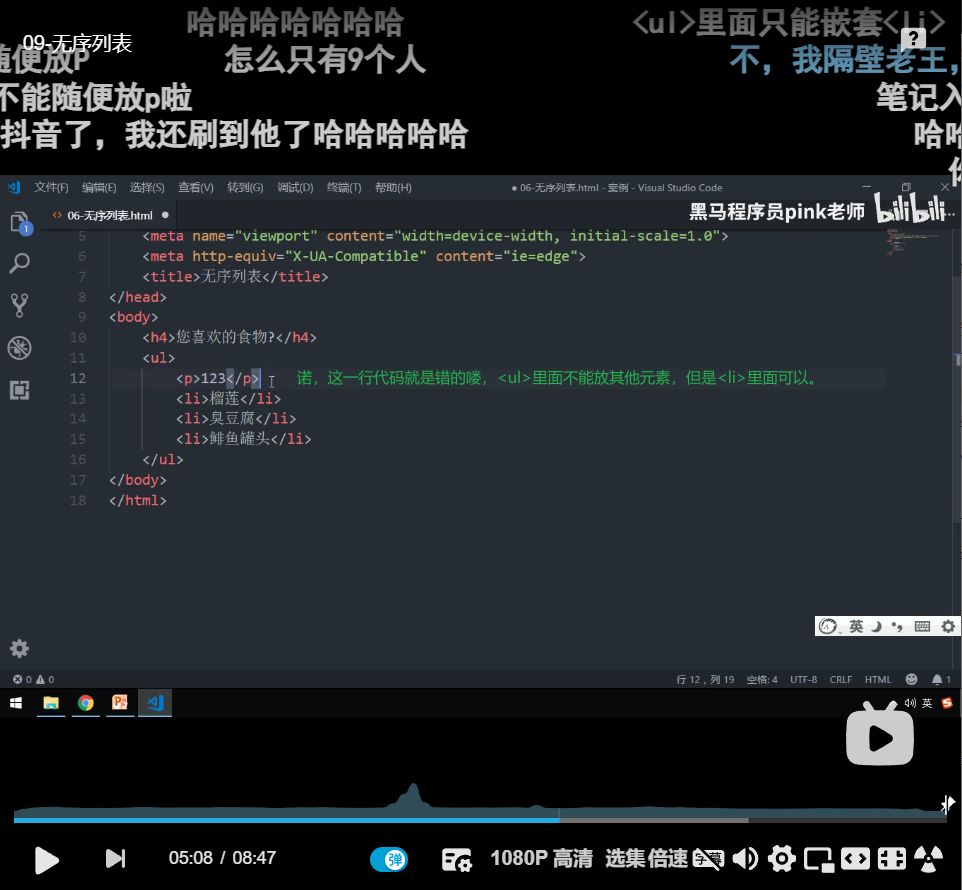 哈哈哈哈哈哈哈
<ul>里面只能嵌套<li>
09-无序列表
随便放P
怎么只有9个人
不，我隔壁老王，
不能随便放p啦
笔记入
抖音了，我还刷到他了哈哈哈哈哈
哈哈
文件(F) 编辑(E) 选择(S) 查看(V) 转到(G) 调试(D) 终端(T) 帮助(H) ● 06-无序列表.html - 案例 - Visual Studio Code
06-无序列表.html ●
黑马程序员pink老师 bilibili
1
5 <meta name="viewport" content="width=device-width, initial-scale=1.0">
6 <meta http-equiv="X-UA-Compatible" content="ie=edge">
7 <title>无序列表</title>
8 </head>
9 <body>
10 <h4>您喜欢的食物?</h4>
11 <ul>
12 <p>123</p> 诺，这一行代码就是错的喽，<ul>里面不能放其他元素，但是<li>里面可以。
13 <li>榴莲</li>
14 <li>臭豆腐</li>
15 <li>鲱鱼罐头</li>
16 </ul>
17 </body>
18 </html>
英
0 0 行 12，列 19 空格: 4 UTF-8 CRLF HTML 1
英
05:08 / 08:47 弹 1080P 高清 选集 倍速 字幕